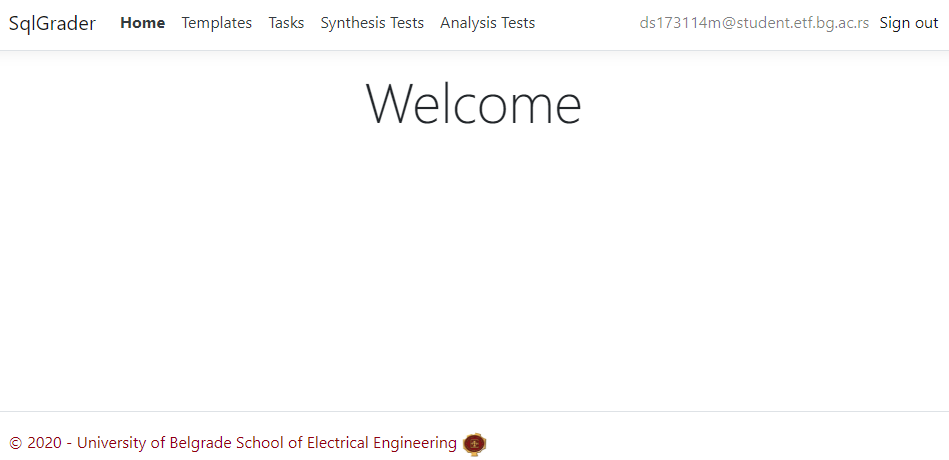 SqlGrader Home Templates Tasks Synthesis Tests Analysis Tests ds173114m@student.etf.bg.ac.rs Sign out
Welcome
© 2020 - University of Belgrade School of Electrical Engineering